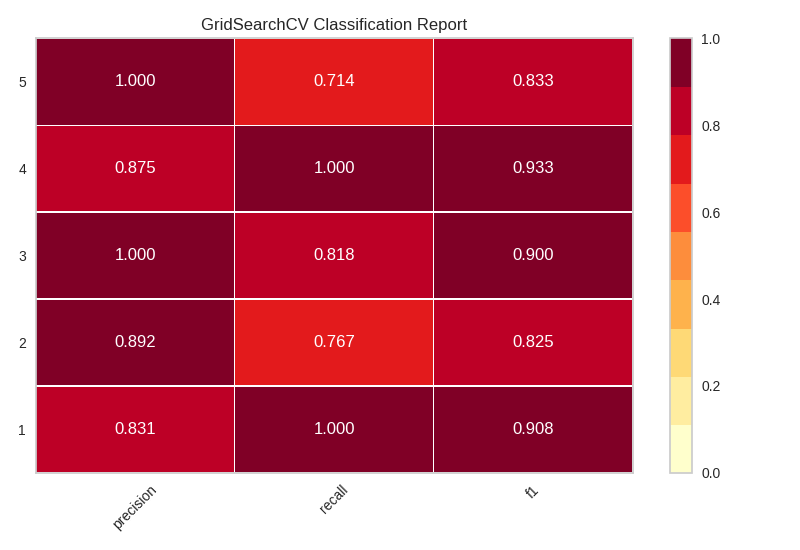 GridSearchCV Classification Report
5 1.000 0.714 0.833
4 0.875 1.000 0.933
3 1.000 0.818 0.900
2 0.892 0.767 0.825
1 0.831 1.000 0.908
precision recall f1
1.0
0.8
0.6
0.4
0.2
0.0